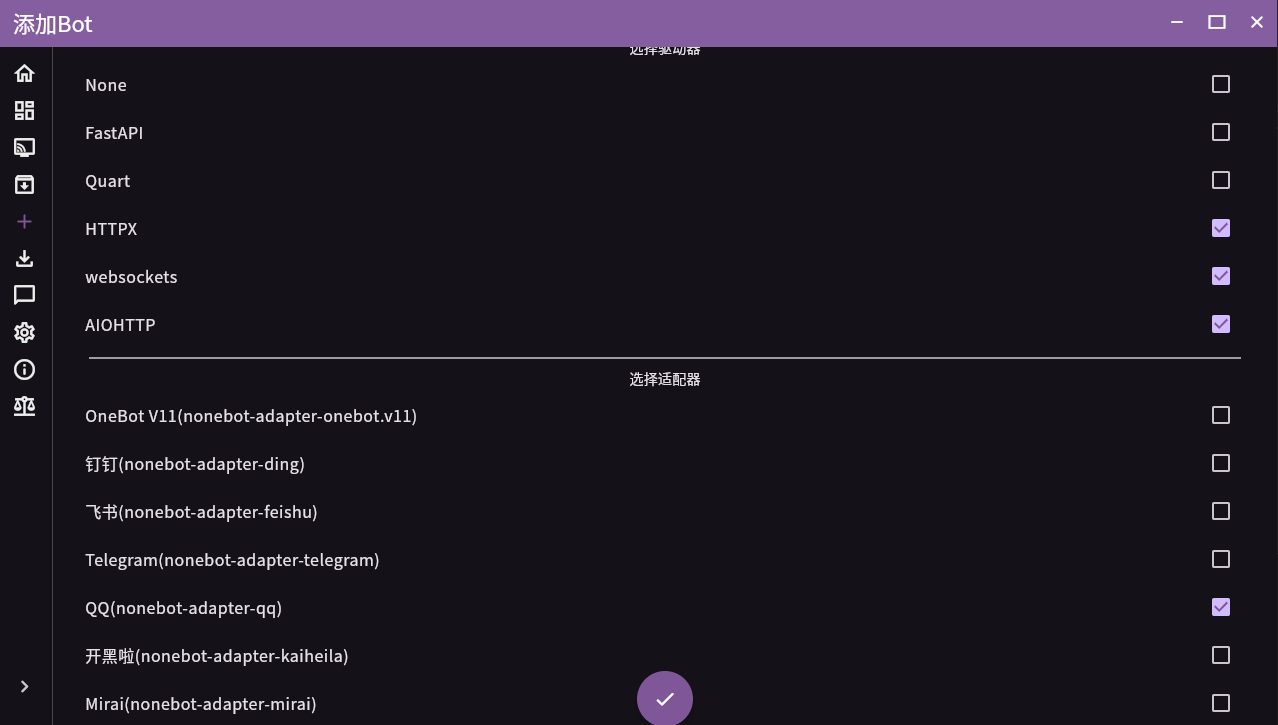 添加Bot
选择驱动器
None
FastAPI
Quart
HTTPX
websockets
AIOHTTP
选择适配器
OneBot V11(nonebot-adapter-onebot.v11)
钉钉(nonebot-adapter-ding)
飞书(nonebot-adapter-feishu)
Telegram(nonebot-adapter-telegram)
QQ(nonebot-adapter-qq)
开黑啦(nonebot-adapter-kaiheila)
Mirai(nonebot-adapter-mirai)